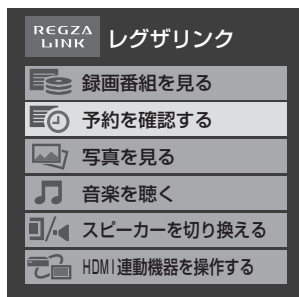 REGZA
LINK
レグザリンク
録画番組を見る
予約を確認する
写真を見る
音楽を聴く
スピーカーを切り換える
HDMI連動機器を操作する